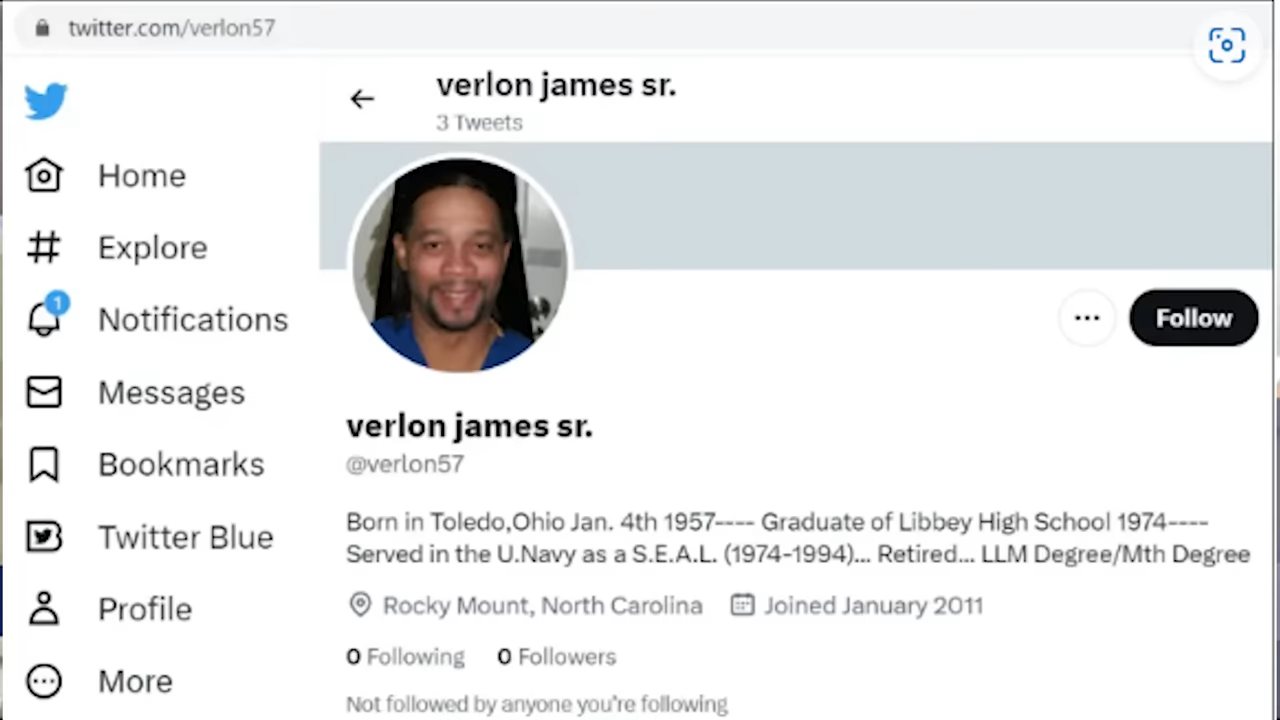 twitter.com/verlon57
verlon james sr.
3 Tweets
Home
Explore
1
Notifications
Messages
Bookmarks
Twitter Blue
Profile
More
Follow
verlon james sr.
@verlon57
Born in Toledo,Ohio Jan. 4th 1957---- Graduate of Libbey High School 1974----
Served in the U.Navy as a S.E.A.L. (1974-1994)... Retired... LLM Degree/Mth Degree
Rocky Mount, North Carolina Joined January 2011
0 Following 0 Followers
Not followed by anyone you're following